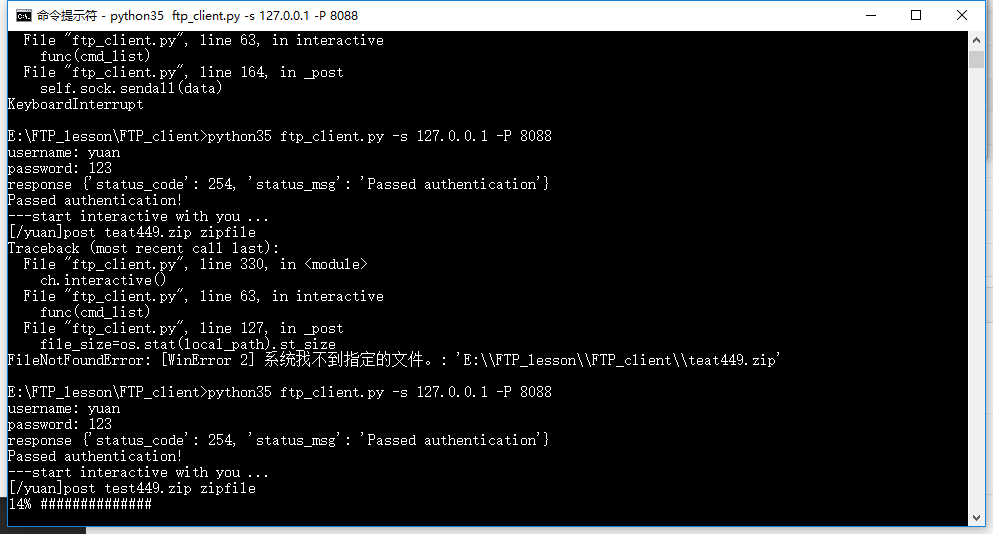 命令提示符 - python35  ftp_client.py -s 127.0.0.1 -P 8088
  File "ftp_client.py", line 63, in interactive
    func(cmd_list)
  File "ftp_client.py", line 164, in _post
    self.sock.sendall(data)
KeyboardInterrupt
E:\FTP_lesson\FTP_client>python35 ftp_client.py -s 127.0.0.1 -P 8088
username: yuan
password: 123
response {'status_code': 254, 'status_msg': 'Passed authentication'}
Passed authentication!
---start interactive with you ...
[/yuan]post teat449.zip zipfile
Traceback (most recent call last):
  File "ftp_client.py", line 330, in <module>
    ch.interactive()
  File "ftp_client.py", line 63, in interactive
    func(cmd_list)
  File "ftp_client.py", line 127, in _post
    file_size=os.stat(local_path).st_size
FileNotFoundError: [WinError 2] 系统找不到指定的文件。: 'E:\\FTP_lesson\\FTP_client\\teat449.zip'
E:\FTP_lesson\FTP_client>python35 ftp_client.py -s 127.0.0.1 -P 8088
username: yuan
password: 123
response {'status_code': 254, 'status_msg': 'Passed authentication'}
Passed authentication!
---start interactive with you ...
[/yuan]post test449.zip zipfile
14% ##############